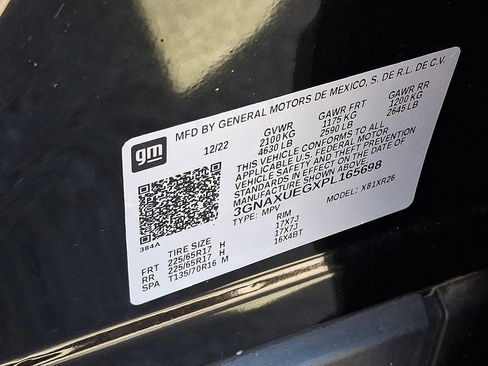 gm
MFD BY GENERAL MOTORS DE MEXICO, S. DE R.L. DE C.V.
12/22 GVWR GAWR FRT GAWR RR
2100 KG 1175 KG 1200 KG
4630 LB 2590 LB 2645 LB
THIS VEHICLE CONFORMS TO ALL
APPLICABLE U.S. FEDERAL MOTOR
VEHICLE SAFETY AND THEFT PREVENTION
STANDARDS IN EFFECT ON THE DATE OF
MANUFACTURE SHOWN ABOVE.
3GNAXUEGXPL165698
TYPE: MPV MODEL: X81XR26
384A
TIRE SIZE RIM
FRT 225/65R17 H 17X7J
RR 225/65R17 H 17X7J
SPA T135/70R16 M 16X4BT